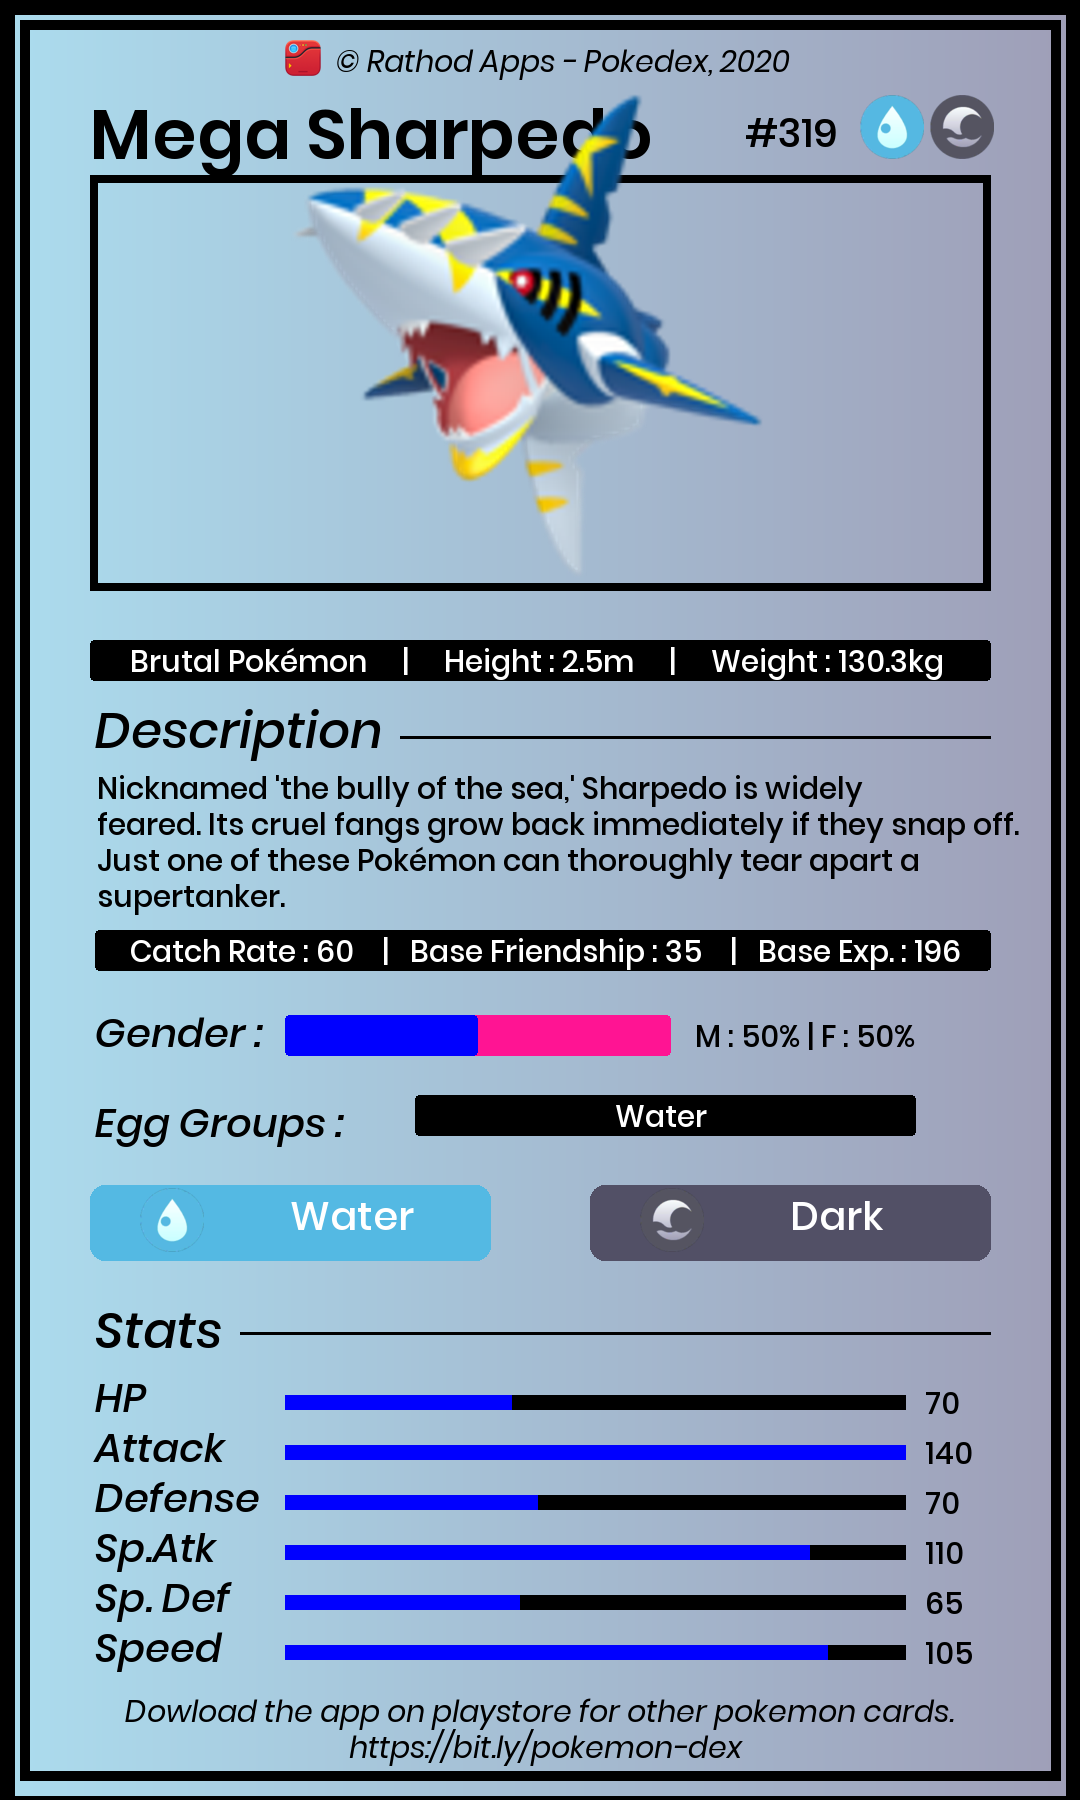 © Rathod Apps - Pokedex, 2020
Mega Sharpedo #319
Brutal Pokémon | Height : 2.5m | Weight : 130.3kg
Description
Nicknamed 'the bully of the sea,' Sharpedo is widely
feared. Its cruel fangs grow back immediately if they snap off.
Just one of these Pokémon can thoroughly tear apart a
supertanker.
Catch Rate : 60 | Base Friendship : 35 | Base Exp. : 196
Gender : M : 50% | F : 50%
Egg Groups : Water
Water Dark
Stats
HP 70
Attack 140
Defense 70
Sp.Atk 110
Sp. Def 65
Speed 105
Dowload the app on playstore for other pokemon cards.
https://bit.ly/pokemon-dex